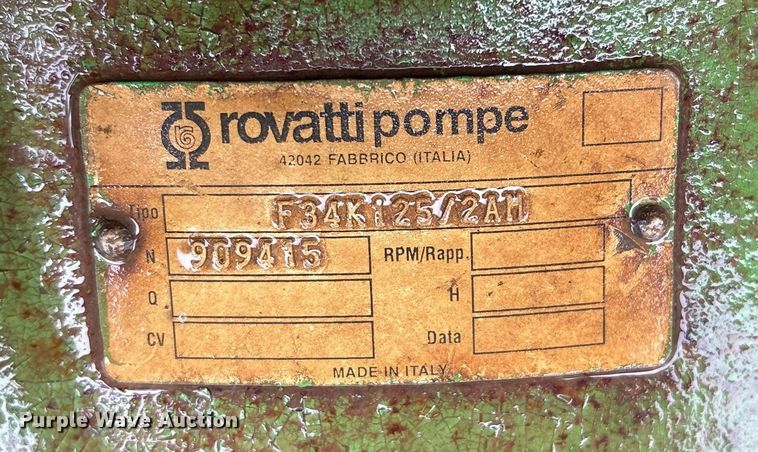 rovatti pompe
42042 FABBRICO (ITALIA)
Tipo F34K125/2AM
N 909415 RPM/Rapp.
Q H
CV Data
MADE IN ITALY
Purple Wave Auction